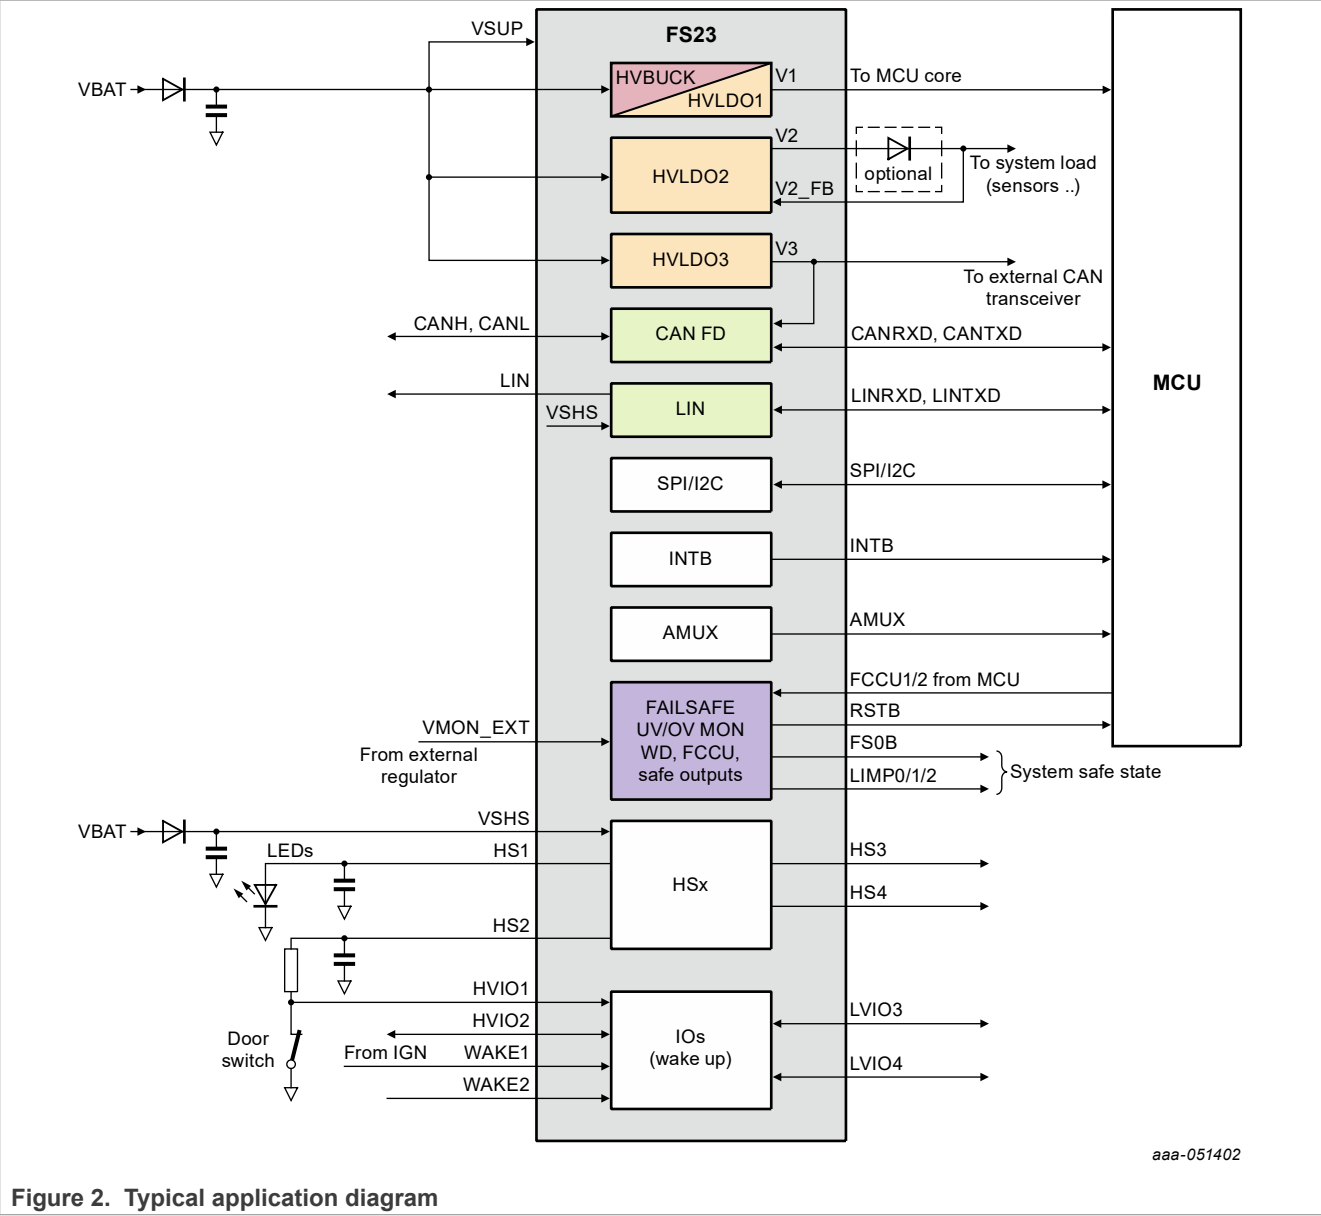 FS23
MCU
VSUP
VBAT
HVBUCK
HVLDO1
V1
To MCU core
HVLDO2
V2
optional
V2_FB
To system load
(sensors ..)
HVLDO3
V3
To external CAN
transceiver
CANH, CANL
CAN FD
CANRXD, CANTXD
LIN
VSHS
LIN
LINRXD, LINTXD
SPI/I2C
SPI/I2C
INTB
INTB
AMUX
AMUX
VMON_EXT
From external
regulator
FAILSAFE
UV/OV MON
WD, FCCU,
safe outputs
FCCU1/2 from MCU
RSTB
FS0B
LIMP0/1/2
System safe state
VBAT
VSHS
LEDs
HS1
HS2
HSx
HS3
HS4
HVIO1
HVIO2
Door
switch
From IGN
WAKE1
WAKE2
IOs
(wake up)
LVIO3
LVIO4
aaa-051402
Figure 2. Typical application diagram